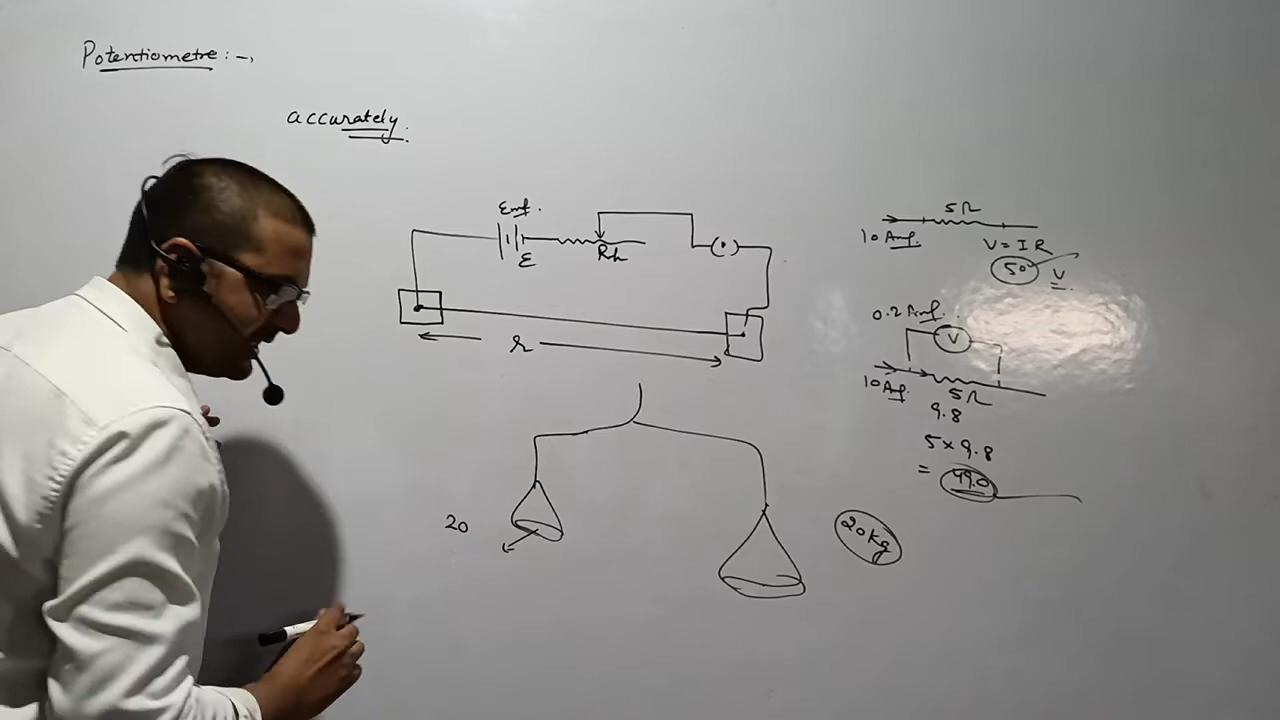 Potentiometre : -,
accurately.
Emf.
E
Rh
r
20
20 Kg
5Ω
10 Amp.
V = I R
50 V
0.2 Amp.
V
10 Amp.
5Ω
9.8
5 × 9.8
= 49.0